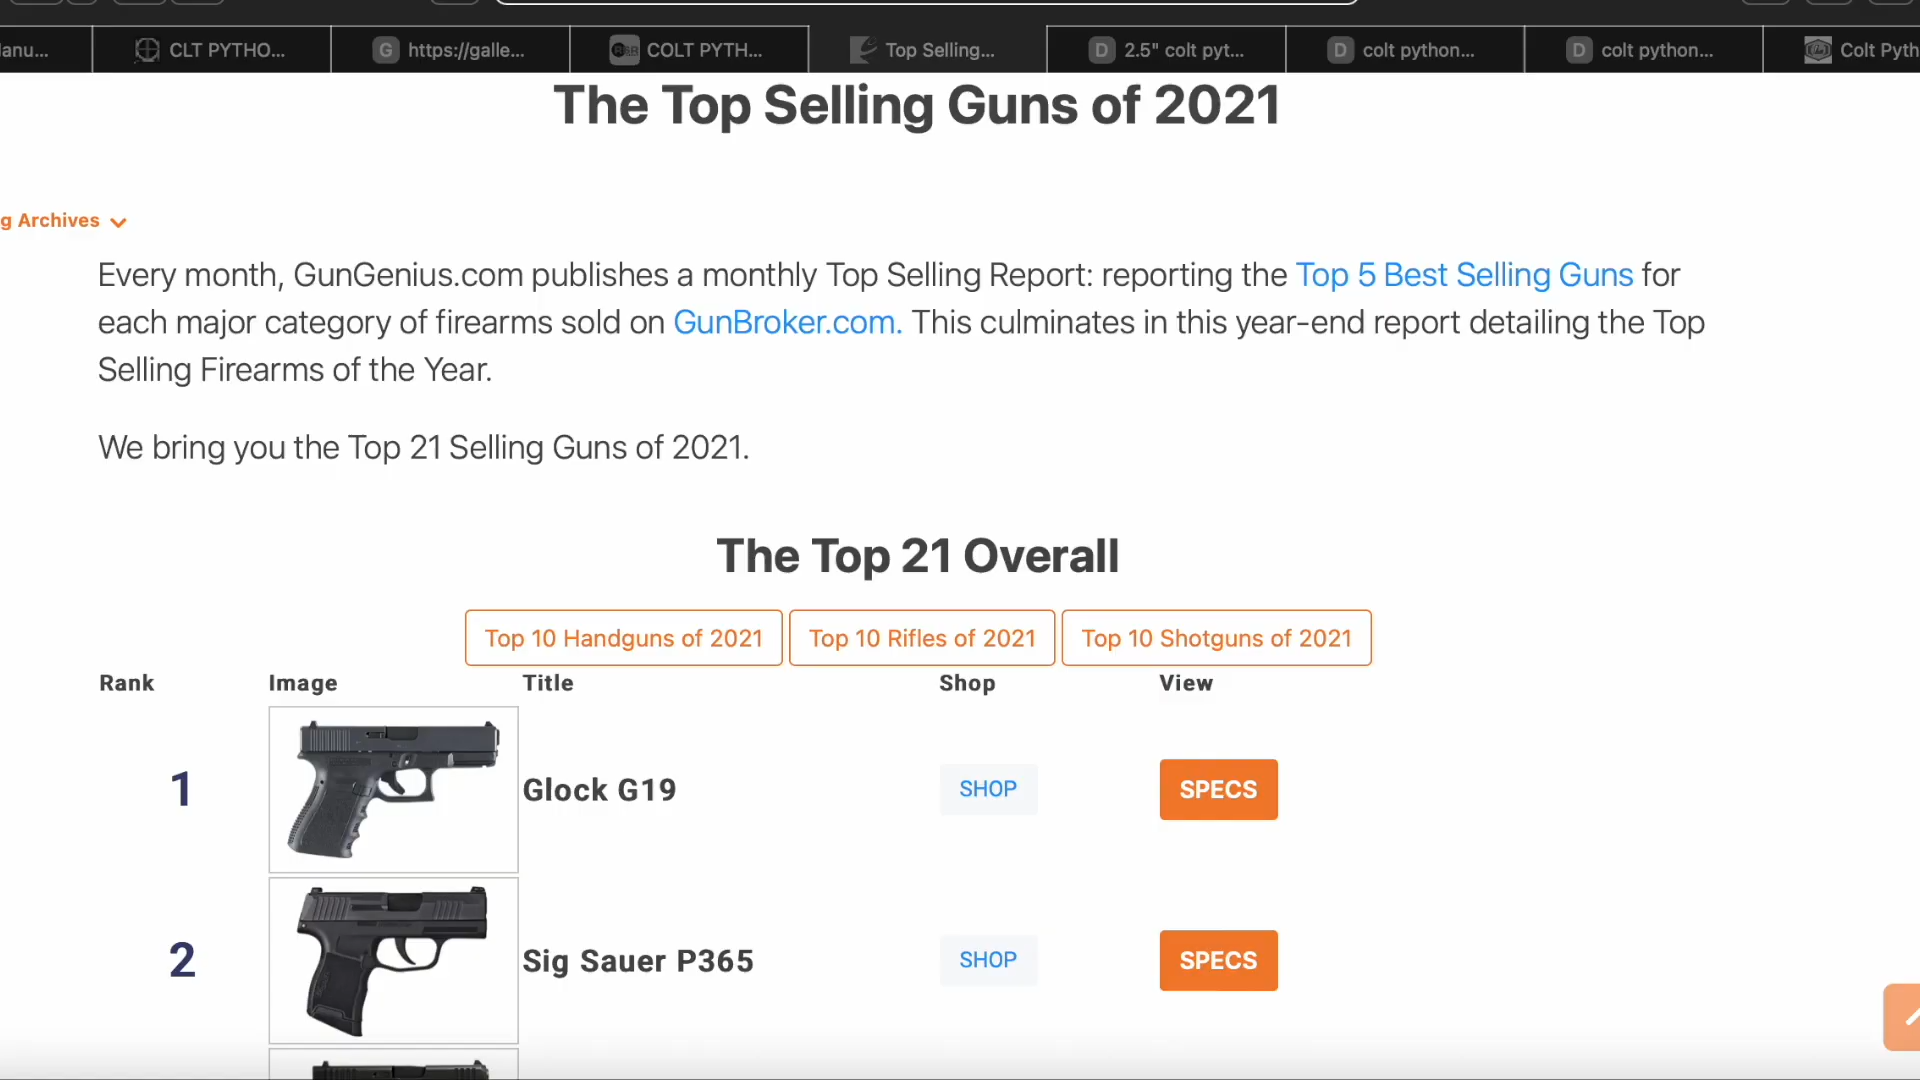 anu...
CLT PYTHO...
G https://galle...
COLT PYTH...
Top Selling...
D 2.5" colt pyt...
D colt python...
D colt python...
Colt Pyth
The Top Selling Guns of 2021
g Archives
Every month, GunGenius.com publishes a monthly Top Selling Report: reporting the Top 5 Best Selling Guns for
each major category of firearms sold on GunBroker.com. This culminates in this year-end report detailing the Top
Selling Firearms of the Year.
We bring you the Top 21 Selling Guns of 2021.
The Top 21 Overall
Top 10 Handguns of 2021 Top 10 Rifles of 2021 Top 10 Shotguns of 2021
Rank Image Title Shop View
1 Glock G19 SHOP SPECS
2 Sig Sauer P365 SHOP SPECS